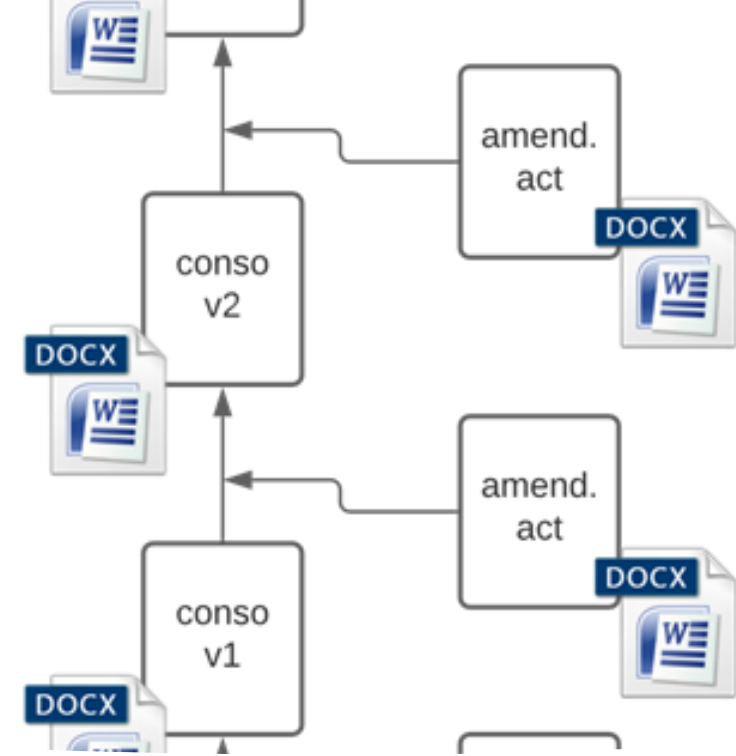 W
amend.
act
DOCX
W
conso
v2
DOCX
W
amend.
act
DOCX
W
conso
v1
DOCX